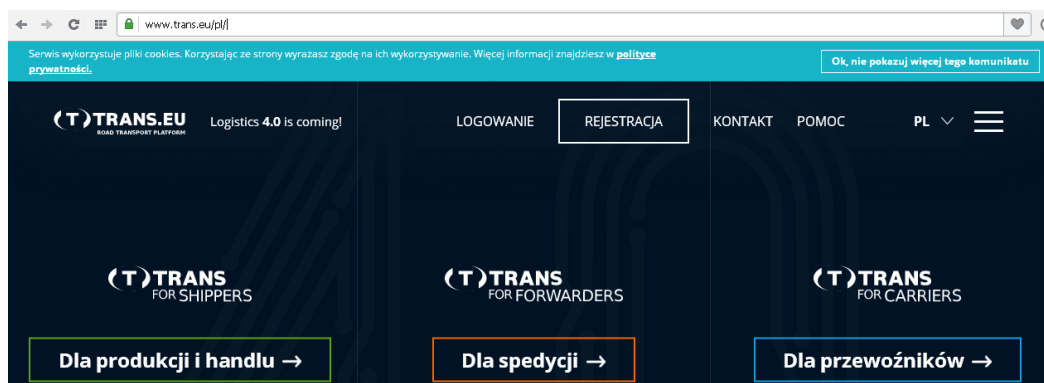 www.trans.eu/pl/
Serwis wykorzystuje pliki cookies. Korzystając ze strony wyrażasz zgodę na ich wykorzystywanie. Więcej informacji znajdziesz w polityce
prywatności.
Ok, nie pokazuj więcej tego komunikatu
(T)TRANS.EU
ROAD TRANSPORT PLATFORM
Logistics 4.0 is coming!
LOGOWANIE
REJESTRACJA
KONTAKT
POMOC
PL
(T)TRANS
FOR SHIPPERS
(T)TRANS
FOR FORWARDERS
(T)TRANS
FOR CARRIERS
Dla produkcji i handlu →
Dla spedycji →
Dla przewoźników →